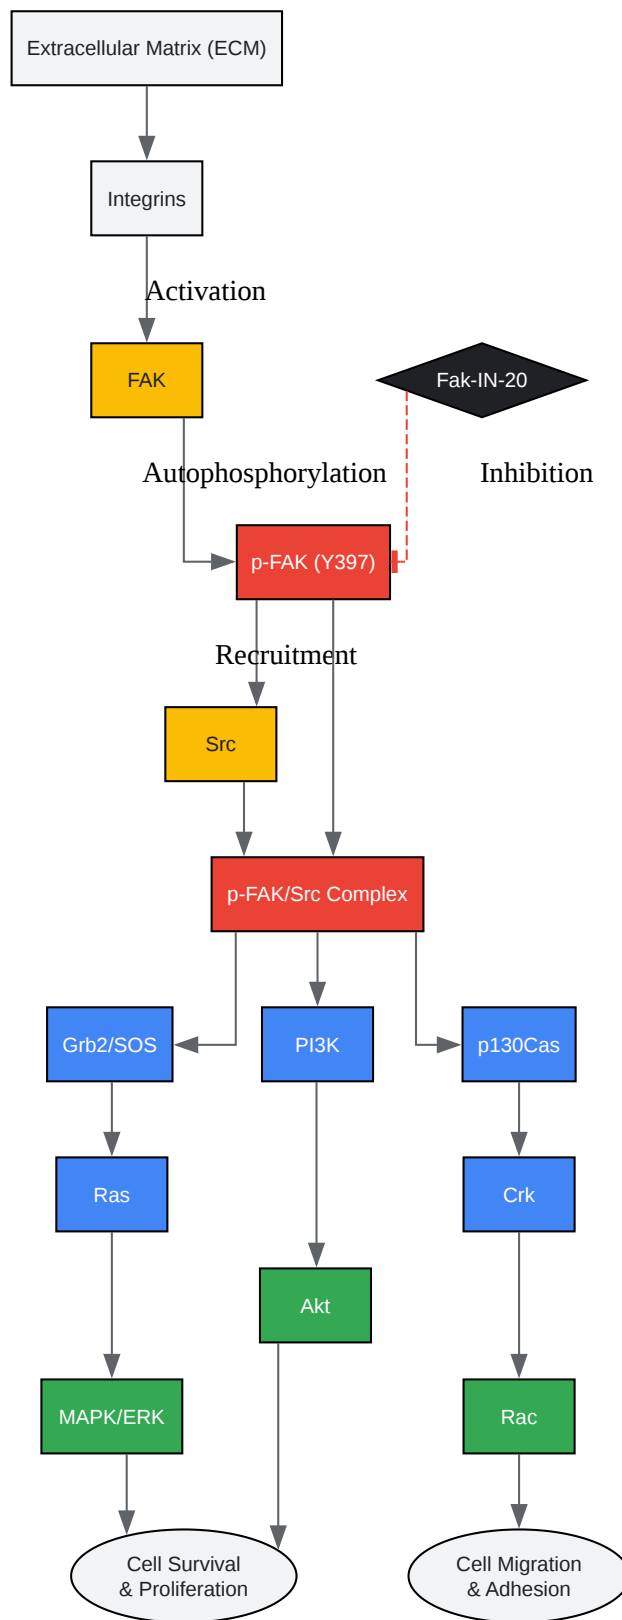 Extracellular Matrix (ECM)
Integrins
Activation
FAK
Fak-IN-20
Autophosphorylation
Inhibition
p-FAK (Y397)
Recruitment
Src
p-FAK/Src Complex
Grb2/SOS
PI3K
p130Cas
Ras
Crk
Akt
MAPK/ERK
Rac
Cell Survival
& Proliferation
Cell Migration
& Adhesion